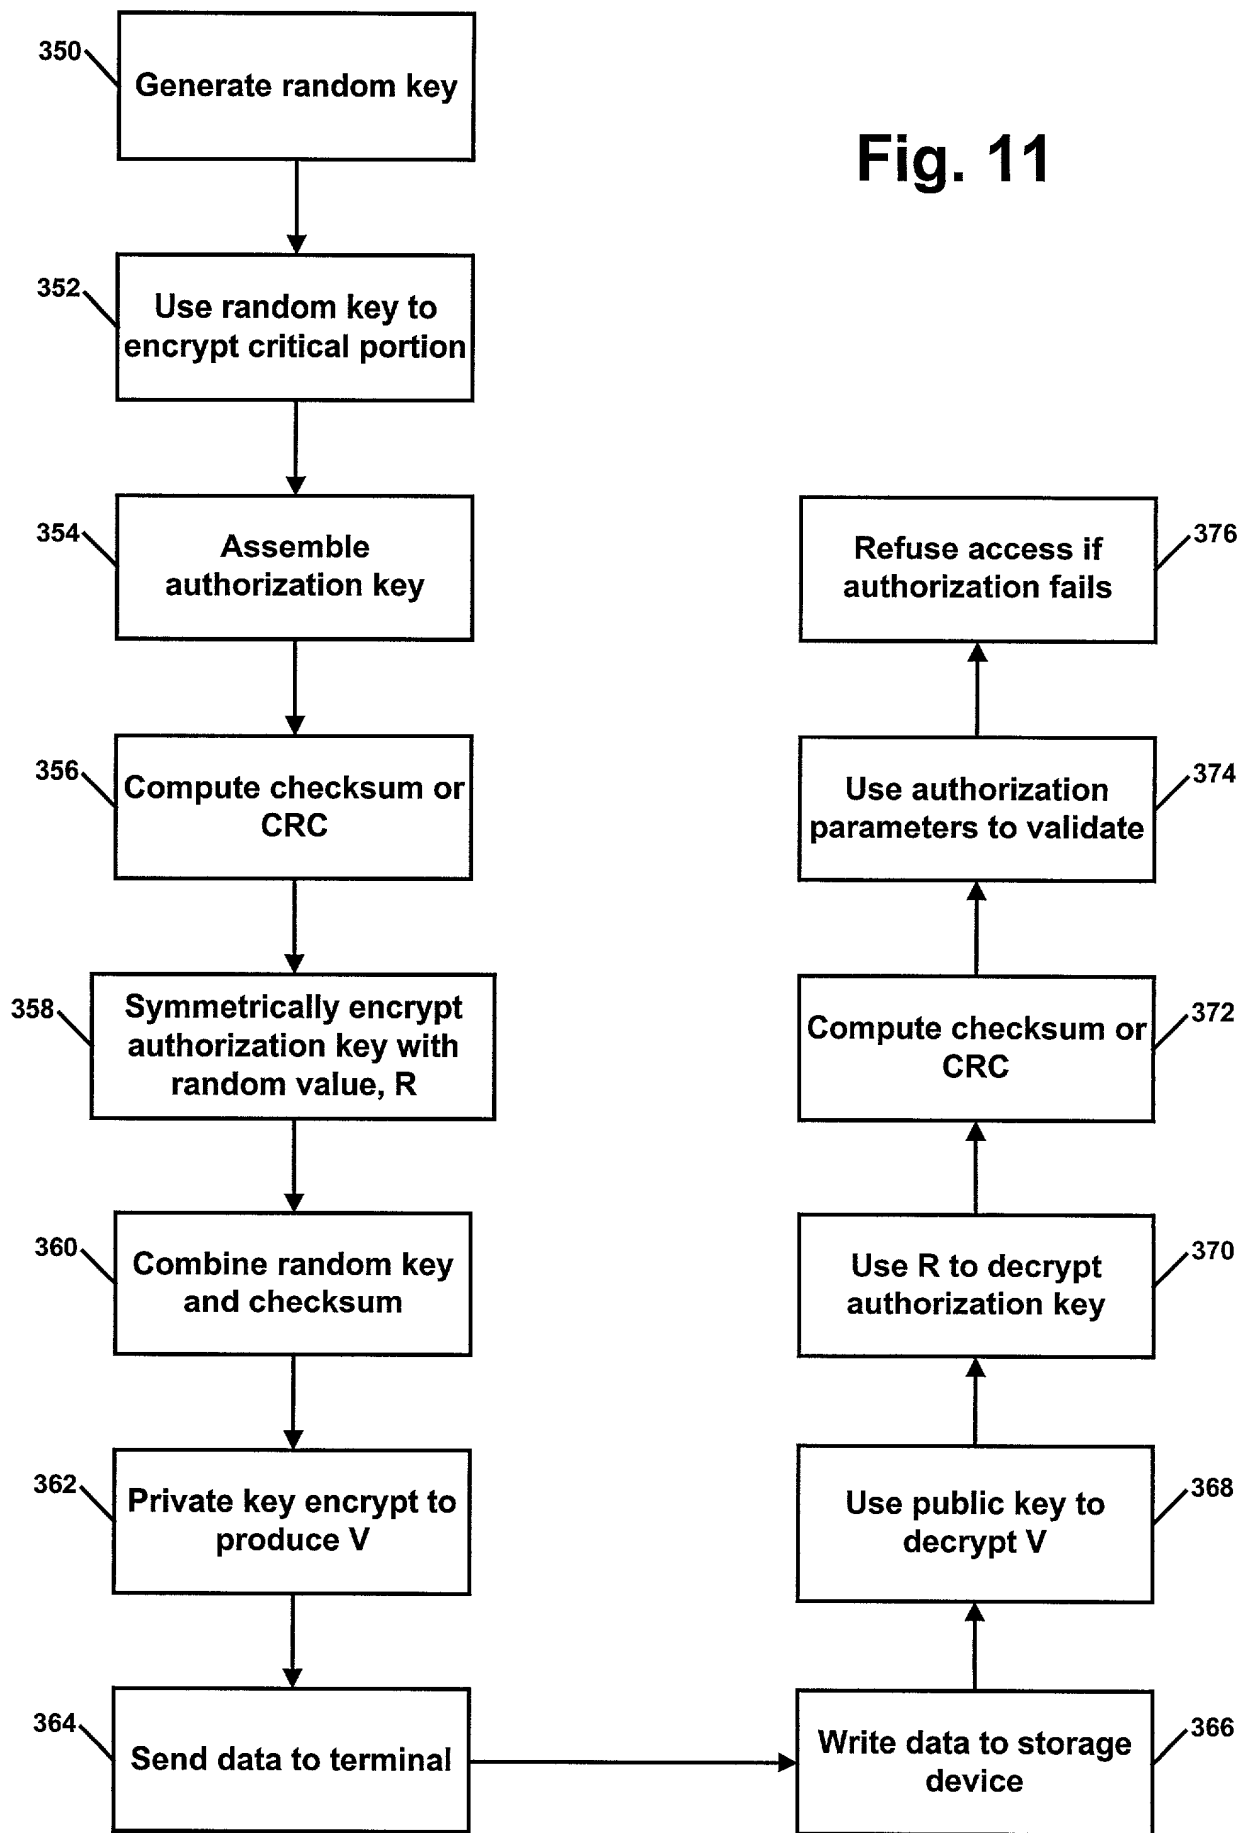 350
Generate random key
Fig. 11
352
Use random key to
encrypt critical portion
354
Assemble
authorization key
356
Compute checksum or
CRC
358
Symmetrically encrypt
authorization key with
random value, R
360
Combine random key
and checksum
362
Private key encrypt to
produce V
364
Send data to terminal
Write data to storage
device
366
Use public key to
decrypt V
368
Use R to decrypt
authorization key
370
Compute checksum or
CRC
372
Use authorization
parameters to validate
374
Refuse access if
authorization fails
376